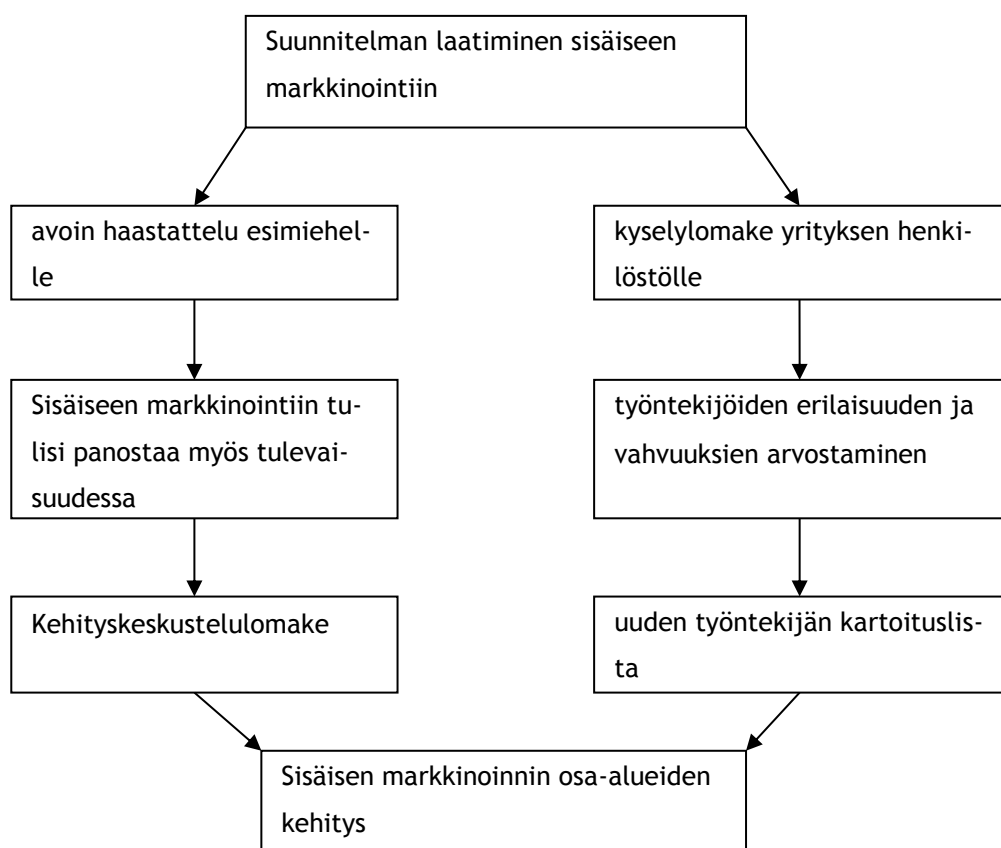 Suunnitelman laatiminen sisäiseen
markkinointiin
avoin haastattelu esimiehel-
le
kyselylomake yrityksen henki-
löstölle
Sisäiseen markkinointiin tu-
lisi panostaa myös tulevai-
suudessa
työntekijöiden erilaisuuden ja
vahvuuksien arvostaminen
Kehityskeskustelulomake
uuden työntekijän kartoituslis-
ta
Sisäisen markkinoinnin osa-alueiden
kehitys